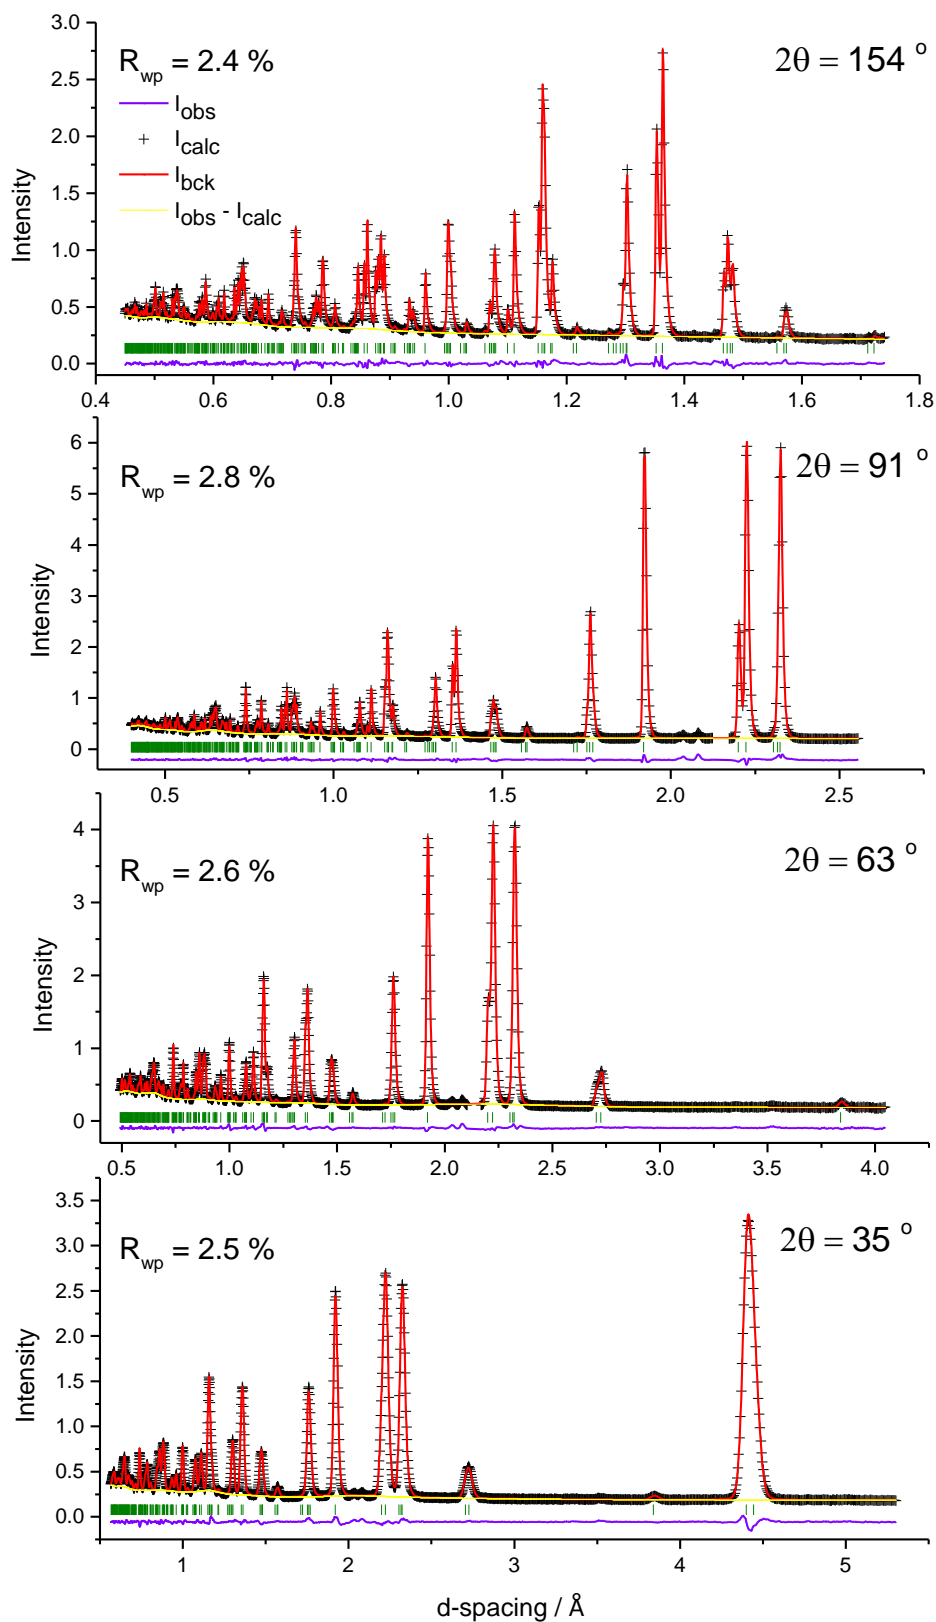 3.0
R_wp = 2.4 %
2θ = 154 °
2.5
I_obs
I_calc
2.0
I_bck
I_obs - I_calc
1.5
1.0
0.5
0.0
Intensity
0.4 0.6 0.8 1.0 1.2 1.4 1.6 1.8
6
R_wp = 2.8 %
2θ = 91 °
5
4
3
2
1
0
Intensity
0.5 1.0 1.5 2.0 2.5
4
R_wp = 2.6 %
2θ = 63 °
3
2
1
0
Intensity
0.5 1.0 1.5 2.0 2.5 3.0 3.5 4.0
3.5
R_wp = 2.5 %
2θ = 35 °
3.0
2.5
2.0
1.5
1.0
0.5
0.0
Intensity
1 2 3 4 5
d-spacing / Å